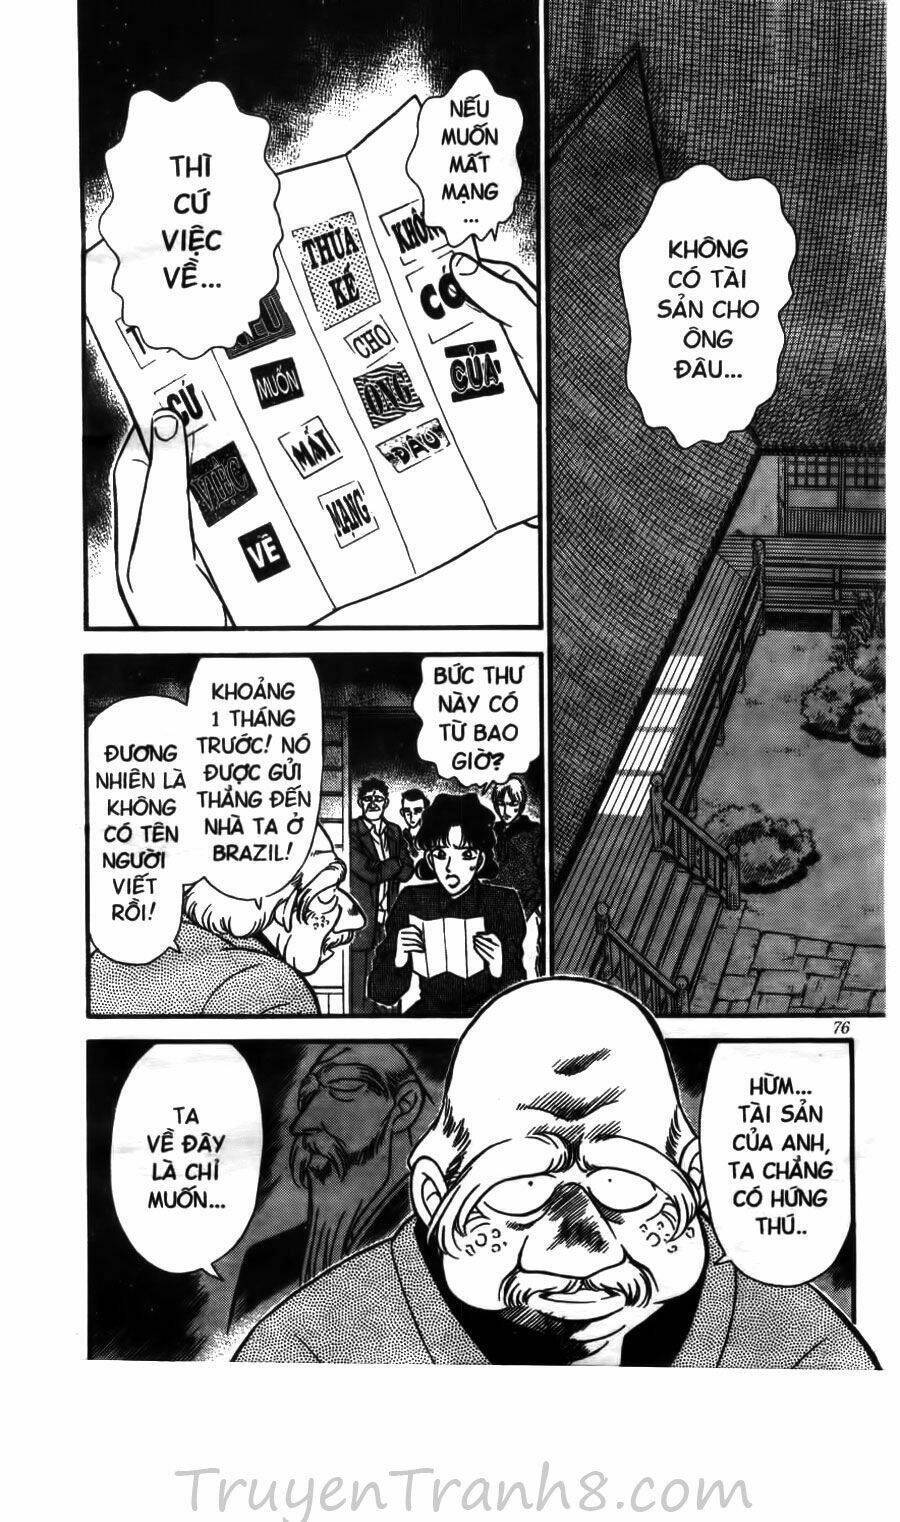 KHÔNG
CÓ TÀI
SẢN CHO
ÔNG
ĐÂU...
NẾU
MUỐN
MẤT
MẠNG
...
THÌ
CỨ
VIỆC
VỀ...
CÓ
CỦA
THỪA
KẾ
CHO
ÔNG
ĐÂU
MUỐN
MẤT
MẠNG
CỨ
VIỆC
VỀ
BỨC THƯ
NÀY CÓ
TỪ BAO
GIỜ?
KHOẢNG
1 THÁNG
TRƯỚC! NÓ
ĐƯỢC GỬI
THẲNG ĐẾN
NHÀ TA Ở
BRAZIL!
ĐƯƠNG
NHIÊN LÀ
KHÔNG
CÓ TÊN
NGƯỜI
VIẾT
RỒI!
76
HỪM...
TÀI SẢN
CỦA ANH,
TA CHẲNG
CÓ HỨNG
THÚ..
TA
VỀ ĐÂY
LÀ CHỈ
MUỐN...
TruyenTranh8.com